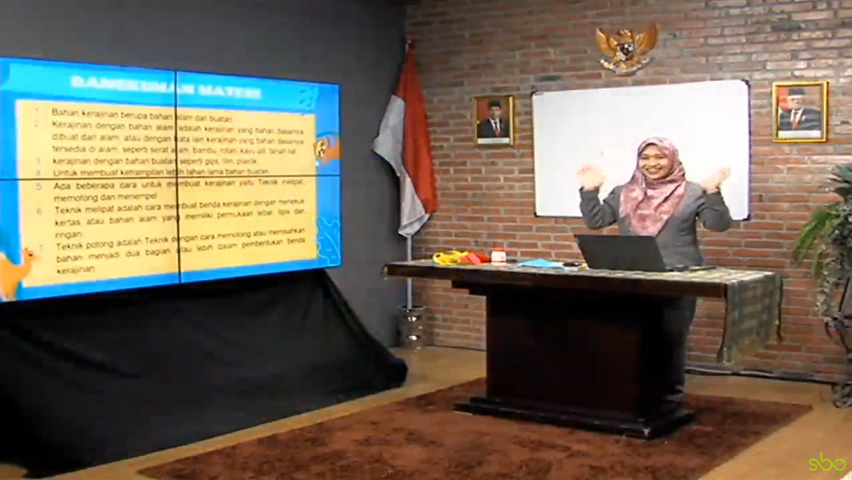 RANGKUMAN MATERI
1. Bahan kerajinan berupa bahan alam dan buatan.
2. Kerajinan dengan bahan alam adalah kerajinan yang bahan dasarnya
dibuat dari alam, atau dengan kata lain kerajinan yang bahan dasarnya
tersedia di alam, seperti serat alam, bambu, rotan, kayu, tanah liat
3. kerajinan dengan bahan buatan seperti gips, lilin, plastik.
4. Untuk membuat keterampilan lebih tahan lama bahan buatan.
5. Ada beberapa cara untuk membuat kerajinan yaitu Teknik melipat,
memotong dan menempel.
6. Teknik melipat adalah cara membuat benda kerajinan dengan menekuk
kertas atau bahan alam yang memiliki permukaan lebar, tipis dan
ringan.
7. Teknik potong adalah Teknik dengan cara memotong atau memisahkan
bahan menjadi dua bagian atau lebih dalam pembentukan benda
kerajinan.
sbo